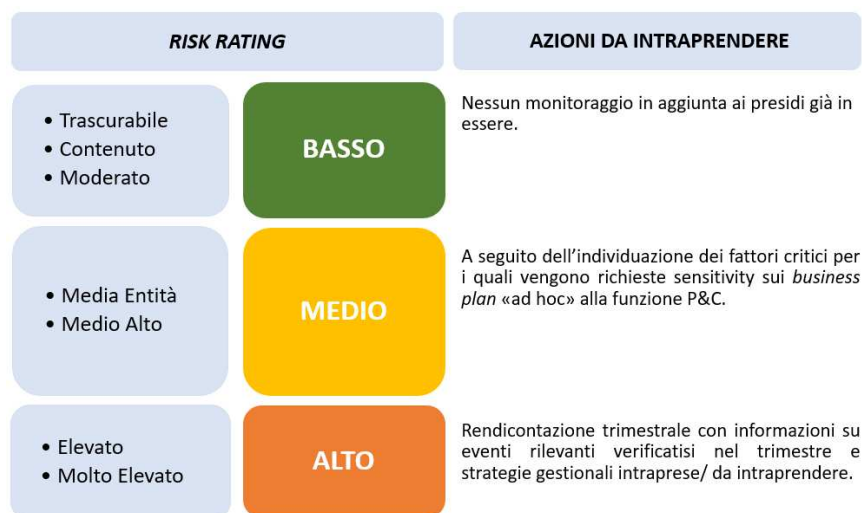 RISK RATING
AZIONI DA INTRAPRENDERE
• Trascurabile
• Contenuto
• Moderato
BASSO
Nessun monitoraggio in aggiunta ai presidi già in
essere.
• Media Entità
• Medio Alto
MEDIO
A seguito dell’individuazione dei fattori critici per
i quali vengono richieste sensitivity sui business
plan «ad hoc» alla funzione P&C.
• Elevato
• Molto Elevato
ALTO
Rendicontazione trimestrale con informazioni su
eventi rilevanti verificatisi nel trimestre e
strategie gestionali intraprese/ da intraprendere.